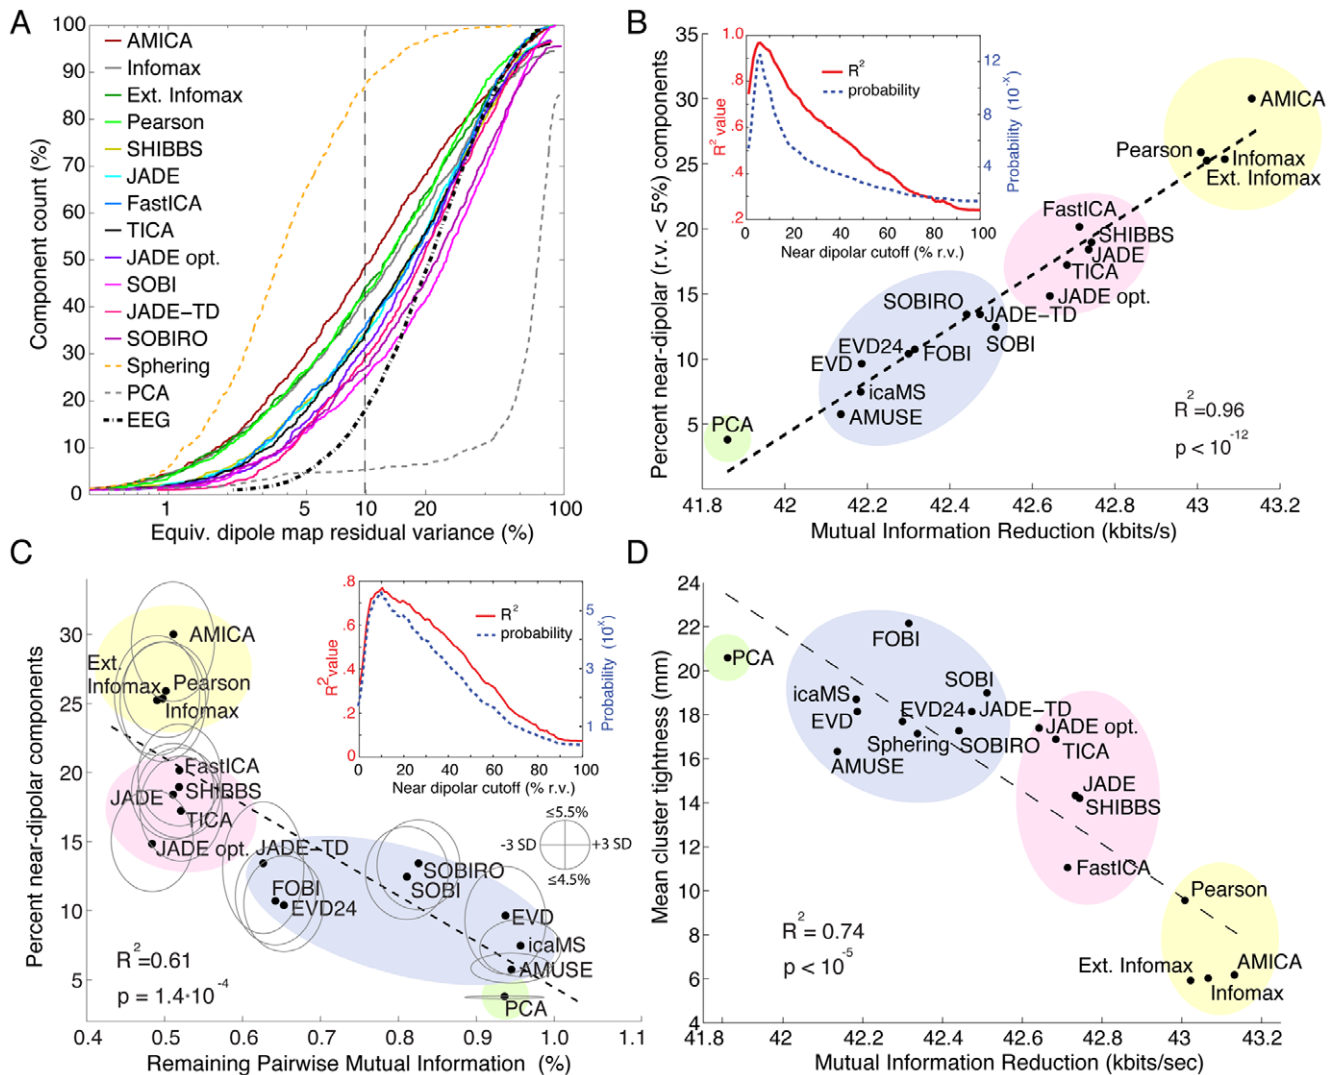 A
Component count (%)
100
90
80
70
60
50
40
30
20
10
0
AMICA
Infomax
Ext. Infomax
Pearson
SHIBBS
JADE
FastICA
TICA
JADE opt.
SOBI
JADE-TD
SOBIRO
Sphering
PCA
EEG
1 5 10 20 100
Equiv. dipole map residual variance (%)
B
Percent near-dipolar (r.v. < 5%) components
35
30
25
20
15
10
5
1.0
.8
.6
.4
.2
R2 value
R2
probability
12
8
4
Probability (10-x)
0 20 40 60 80 100
Near dipolar cutoff (% r.v.)
AMICA
Pearson
Infomax
Ext. Infomax
FastICA
SHIBBS
JADE
TICA
JADE opt.
SOBIRO
JADE-TD
SOBI
EVD24
FOBI
EVD
icaMS
AMUSE
PCA
R2=0.96
p < 10-12
41.8 42 42.2 42.4 42.6 42.8 43 43.2
Mutual Information Reduction (kbits/s)
C
Percent near-dipolar components
30
25
20
15
10
5
.8
.6
.4
.2
0
R2 value
R2
probability
5
3
1
Probability (10x)
0 20 40 60 80 100
Near dipolar cutoff (% r.v.)
AMICA
Ext.
Infomax
Pearson
Infomax
FastICA
SHIBBS
JADE
TICA
JADE opt.
JADE-TD
≤5.5%
-3 SD
+3 SD
≤4.5%
SOBIRO
SOBI
FOBI
EVD24
EVD
icaMS
AMUSE
PCA
R2=0.61
p = 1.4·10-4
0.4 0.5 0.6 0.7 0.8 0.9 1.0 1.1
Remaining Pairwise Mutual Information (%)
D
Mean cluster tightness (mm)
24
22
20
18
16
14
12
10
8
6
4
FOBI
PCA
SOBI
icaMS
EVD24
JADE-TD
EVD
JADE opt.
Sphering
SOBIRO
TICA
AMUSE
JADE
SHIBBS
FastICA
Pearson
Ext. Infomax
AMICA
Infomax
R2 = 0.74
p < 10-5
41.8 42 42.2 42.4 42.6 42.8 43 43.2
Mutual Information Reduction (kbits/sec)